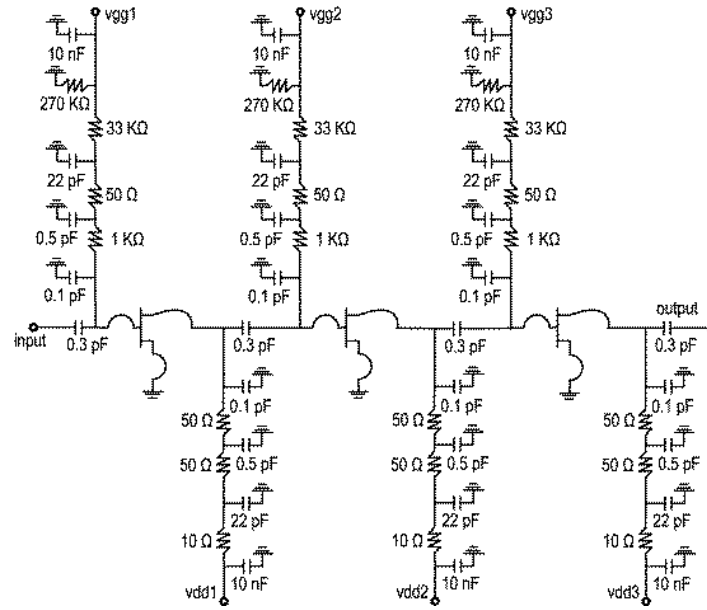 vgg1 vgg2 vgg3
10 nF 10 nF 10 nF
270 KΩ 270 KΩ 270 KΩ
33 KΩ 33 KΩ 33 KΩ
22 pF 22 pF 22 pF
50 Ω 50 Ω 50 Ω
0.5 pF 0.5 pF 0.5 pF
1 KΩ 1 KΩ 1 KΩ
0.1 pF 0.1 pF 0.1 pF
output
input 0.3 pF 0.3 pF 0.3 pF 0.3 pF
0.1 pF 0.1 pF 0.1 pF
50 Ω 50 Ω 50 Ω
50 Ω 0.5 pF 50 Ω 0.5 pF 50 Ω 0.5 pF
22 pF 22 pF 22 pF
10 Ω 10 Ω 10 Ω
10 nF 10 nF 10 nF
vdd1 vdd2 vdd3